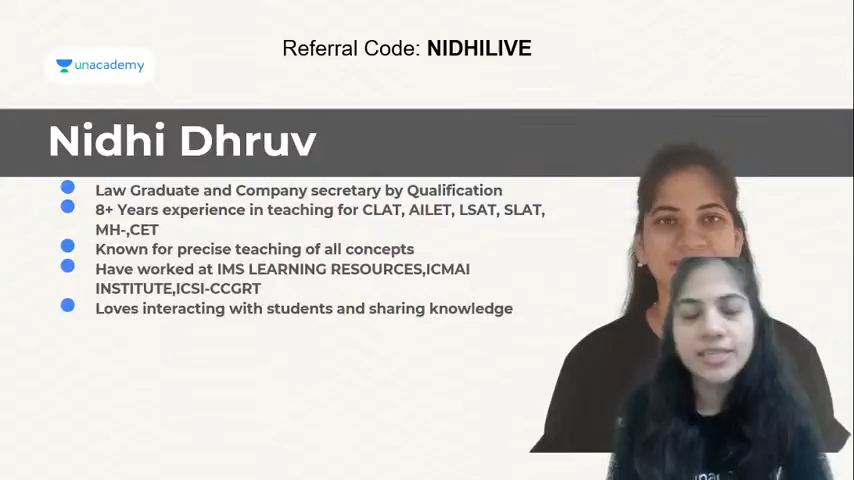 Referral Code: NIDHILIVE
unacademy
Nidhi Dhruv
Law Graduate and Company secretary by Qualification
8+ Years experience in teaching for CLAT, AILET, LSAT, SLAT,
MH-,CET
Known for precise teaching of all concepts
Have worked at IMS LEARNING RESOURCES,ICMAI
INSTITUTE,ICSI-CCGRT
Loves interacting with students and sharing knowledge